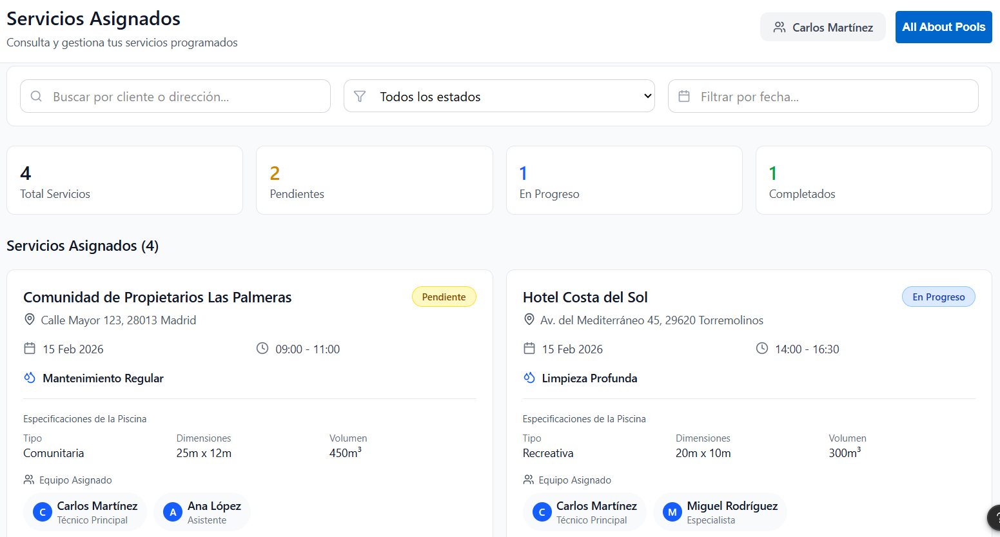 Servicios Asignados
Consulta y gestiona tus servicios programados
Carlos Martínez
All About Pools
Buscar por cliente o dirección...
Todos los estados
Filtrar por fecha...
4
Total Servicios
2
Pendientes
1
En Progreso
1
Completados
Servicios Asignados (4)
Comunidad de Propietarios Las Palmeras
Pendiente
Calle Mayor 123, 28013 Madrid
15 Feb 2026
09:00 - 11:00
Mantenimiento Regular
Especificaciones de la Piscina
Tipo
Dimensiones
Volumen
Comunitaria
25m x 12m
450m³
Equipo Asignado
C
Carlos Martínez
Técnico Principal
A
Ana López
Asistente
Hotel Costa del Sol
En Progreso
Av. del Mediterráneo 45, 29620 Torremolinos
15 Feb 2026
14:00 - 16:30
Limpieza Profunda
Especificaciones de la Piscina
Tipo
Dimensiones
Volumen
Recreativa
20m x 10m
300m³
Equipo Asignado
C
Carlos Martínez
Técnico Principal
M
Miguel Rodríguez
Especialista
?